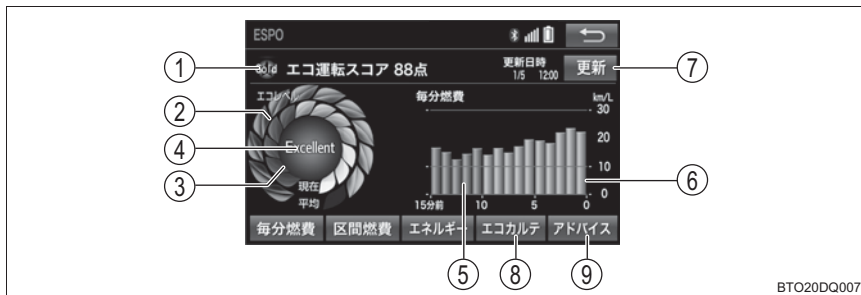 ESPO
① Gold エコ運転スコア 88点 更新日時 1/5 12:00 更新 ⑦
② エコレベル
④ Excellent
③ 現在
平均
毎分燃費 km/L
30
20
10
0
15分前 10 5 0
⑥
毎分燃費 区間燃費 エネルギー エコカルテ アドバイス
⑤ ⑧ ⑨
BTO20DQ007